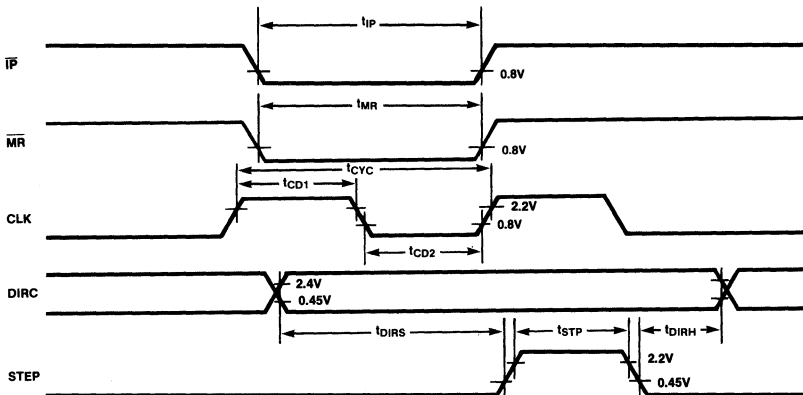 tIP
IP
0.8V
tMR
MR
0.8V
tCYC
tCD1
CLK
2.2V
0.8V
tCD2
DIRC
2.4V
0.45V
tDIRS
tSTP
tDIRH
STEP
2.2V
0.45V